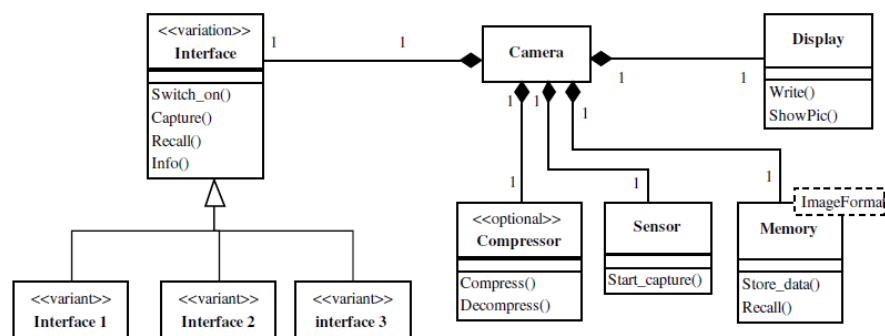 <<variation>>
Interface
Switch_on()
Capture()
Recall()
Info()
1
1
Camera
1
1
Display
Write()
ShowPic()
1
1
1
1
1
1
<<optional>>
Compressor
Compress()
Decompress()
Sensor
Start_capture()
ImageFormat
Memory
Store_data()
Recall()
<<variant>>
Interface 1
<<variant>>
Interface 2
<<variant>>
interface 3